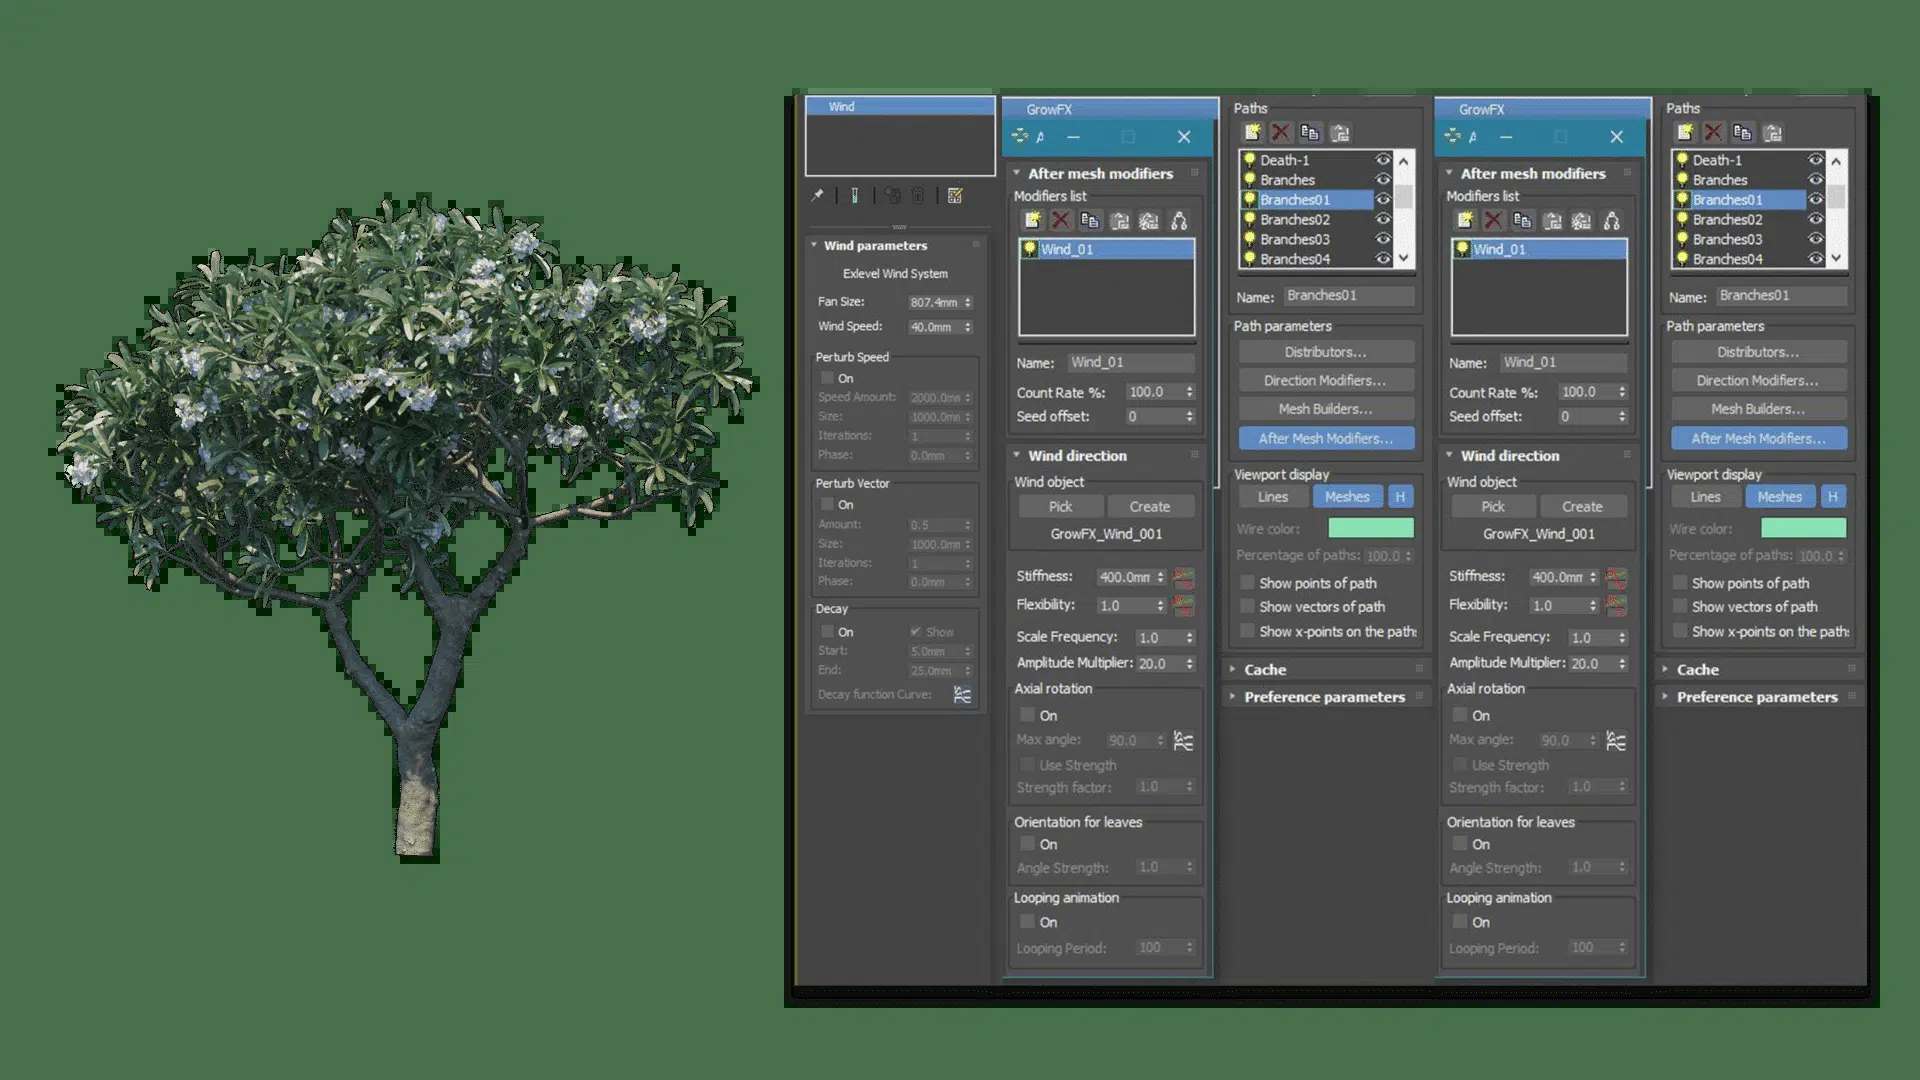 Wind
Wind parameters
Exlevel Wind System
Fan Size: 807.4mm
Wind Speed: 40.0mm
Perturb Speed
On
Speed Amount: 2000.0mm
Size: 1000.0mm
Iterations: 1
Phase: 0.0mm
Perturb Vector
On
Amount: 0.5
Size: 1000.0mm
Iterations: 1
Phase: 0.0mm
Decay
On Show
Start: 5.0mm
End: 25.0mm
Decay function Curve:
GrowFX
A
After mesh modifiers
Modifiers list
Wind_01
Name: Wind_01
Count Rate %: 100.0
Seed offset: 0
Wind direction
Wind object
Pick Create
GrowFX_Wind_001
Stiffness: 400.0mm
Flexibility: 1.0
Scale Frequency: 1.0
Amplitude Multiplier: 20.0
Axial rotation
On
Max angle: 90.0
Use Strength
Strength factor: 1.0
Orientation for leaves
On
Angle Strength: 1.0
Looping animation
On
Looping Period: 100
Paths
Death-1
Branches
Branches01
Branches02
Branches03
Branches04
Name: Branches01
Path parameters
Distributors...
Direction Modifiers...
Mesh Builders...
After Mesh Modifiers...
Viewport display
Lines Meshes H
Wire color:
Percentage of paths: 100.0
Show points of path
Show vectors of path
Show x-points on the path
Cache
Preference parameters
GrowFX
A
After mesh modifiers
Modifiers list
Wind_01
Name: Wind_01
Count Rate %: 100.0
Seed offset: 0
Wind direction
Wind object
Pick Create
GrowFX_Wind_001
Stiffness: 400.0mm
Flexibility: 1.0
Scale Frequency: 1.0
Amplitude Multiplier: 20.0
Axial rotation
On
Max angle: 90.0
Use Strength
Strength factor: 1.0
Orientation for leaves
On
Angle Strength: 1.0
Looping animation
On
Looping Period: 100
Paths
Death-1
Branches
Branches01
Branches02
Branches03
Branches04
Name: Branches01
Path parameters
Distributors...
Direction Modifiers...
Mesh Builders...
After Mesh Modifiers...
Viewport display
Lines Meshes H
Wire color:
Percentage of paths: 100.0
Show points of path
Show vectors of path
Show x-points on the path
Cache
Preference parameters